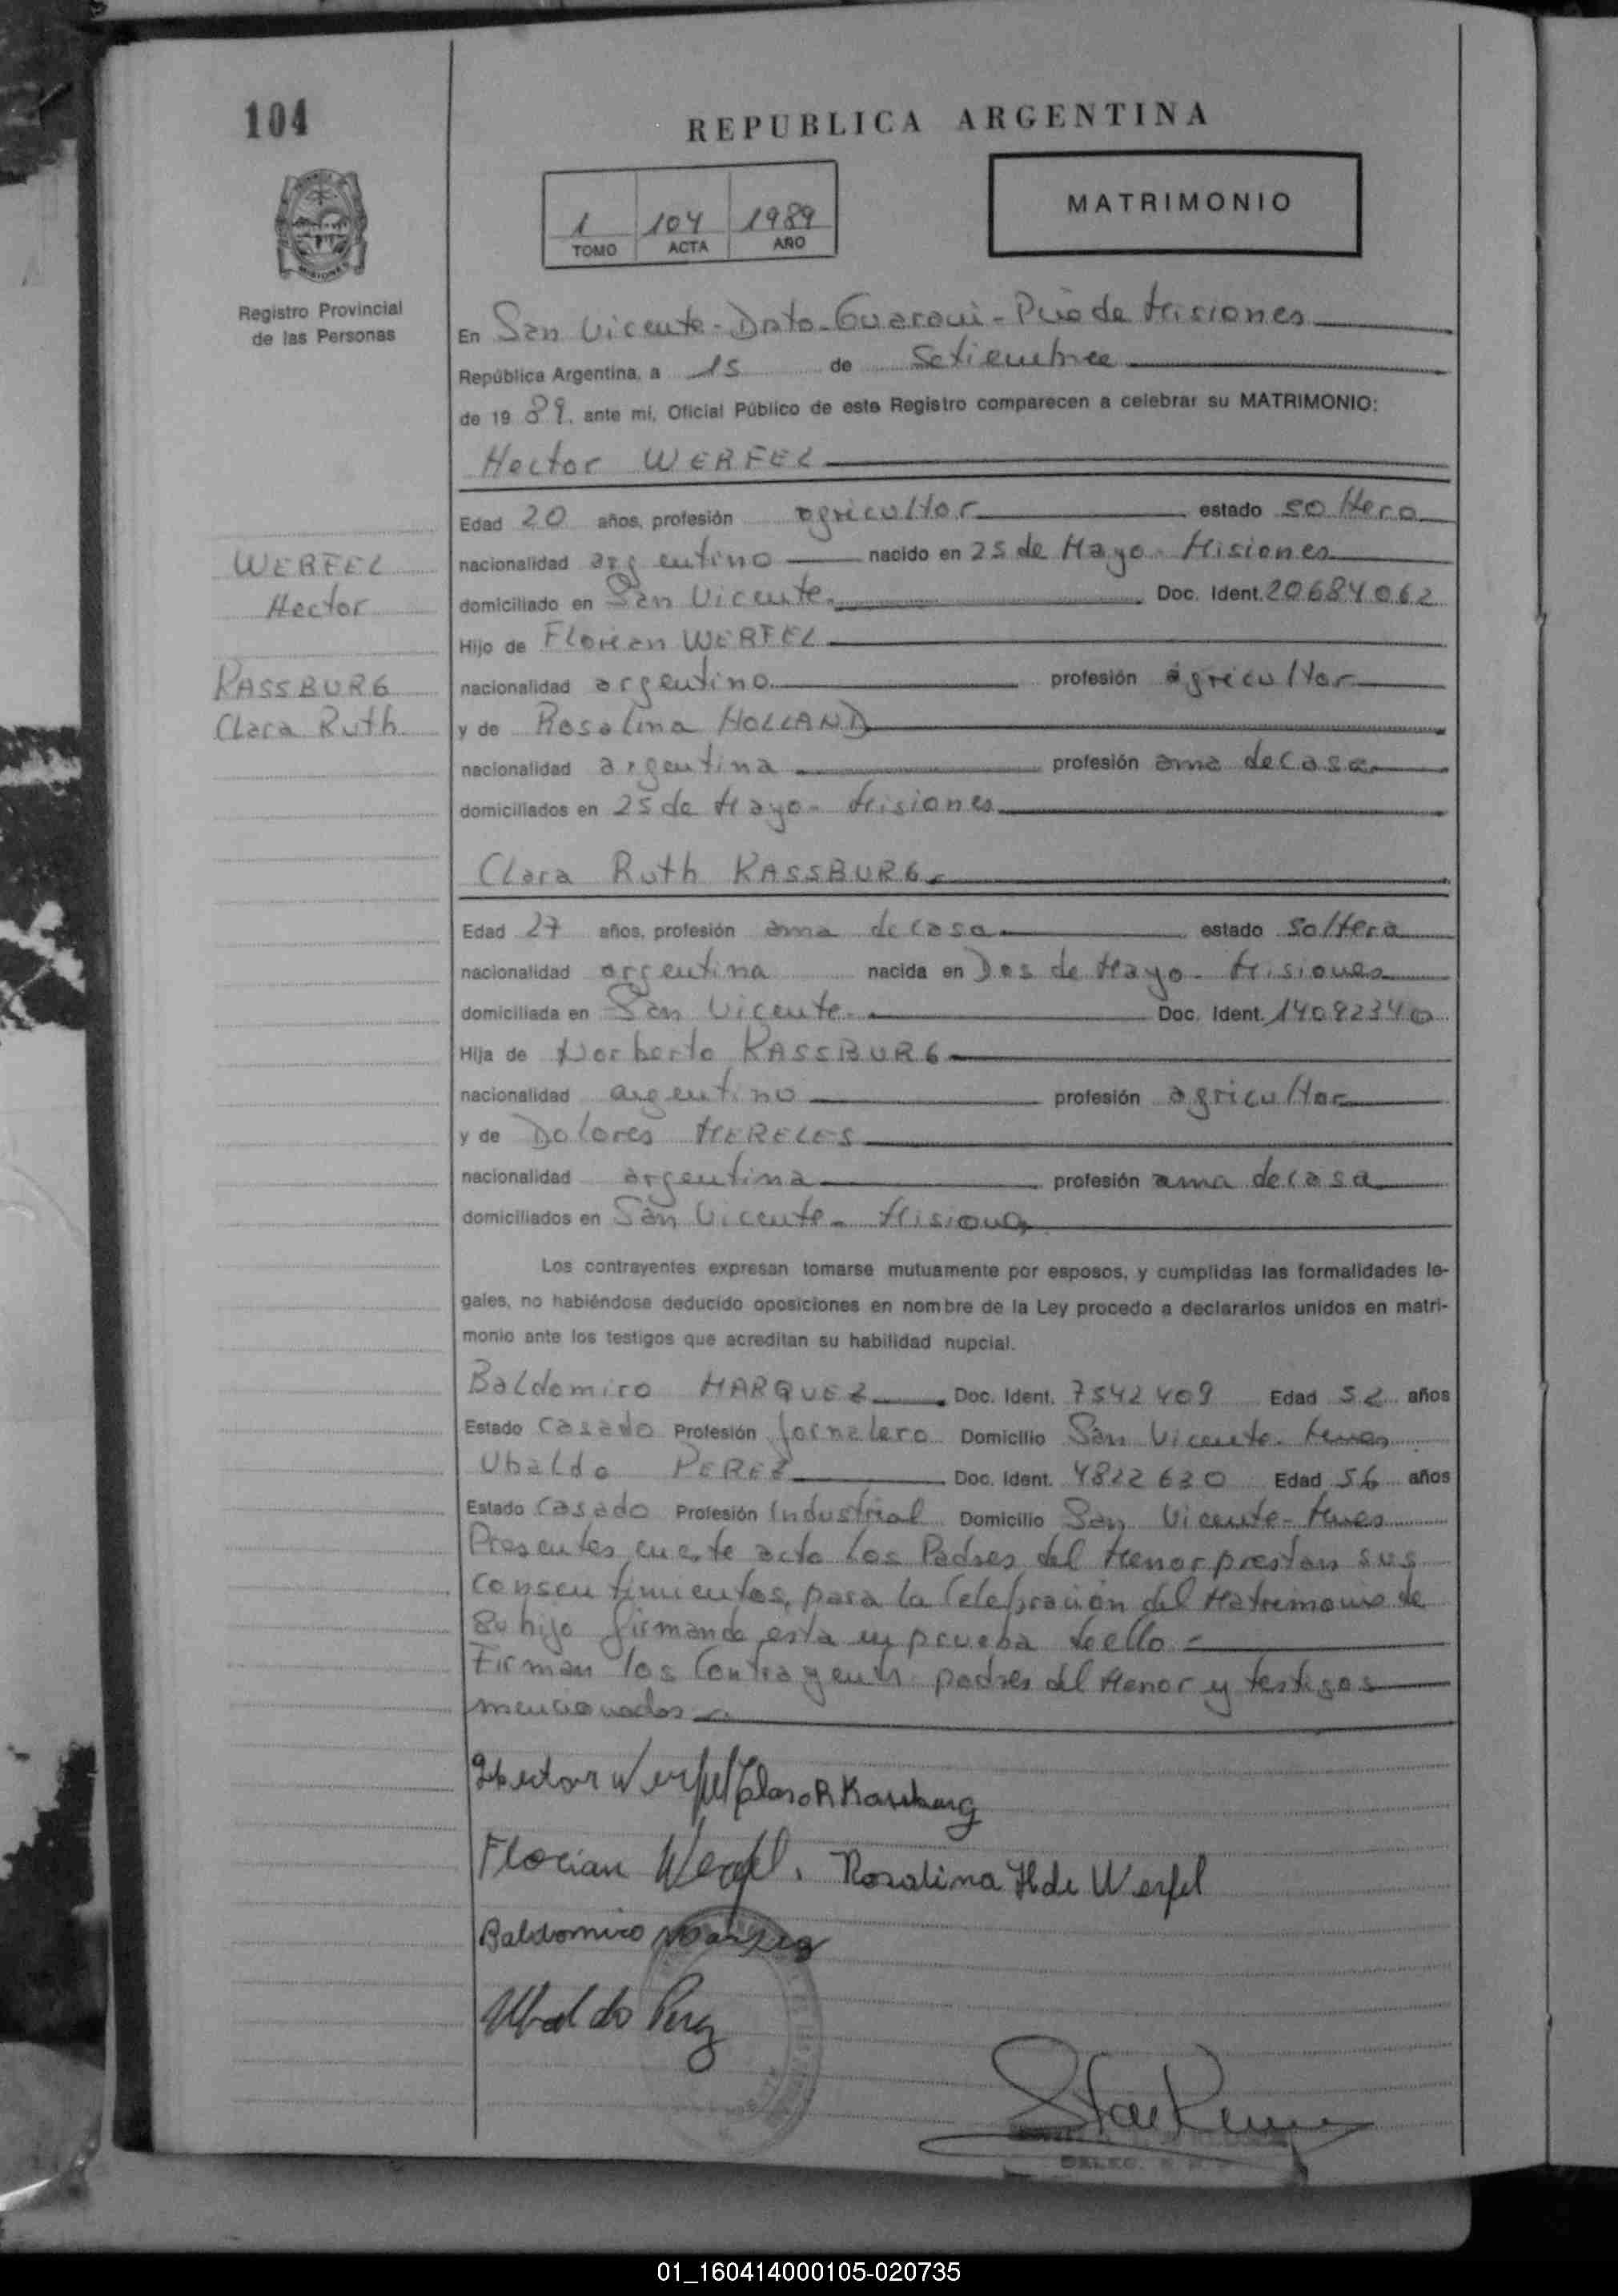 104
REPUBLICA ARGENTINA
MATRIMONIO
1 104 1989
TOMO ACTA AÑO
MISIONES
Registro Provincial
de las Personas
En San Vicente - Dpto. Guarani - Pcia de Misiones
República Argentina, a 15 de Setiembre
de 1989, ante mí, Oficial Público de este Registro comparecen a celebrar su MATRIMONIO:
Hector WERFEL
Edad 20 años, profesión agricultor estado soltero
nacionalidad argentino nacido en 25 de Mayo - Misiones
WERFEL
Hector
domiciliado en San Vicente. Doc. Ident. 20684062
Hijo de Florian WERFEL
KASSBURG
Clara Ruth
nacionalidad argentino profesión agricultor
y de Rosalina HOLLAND
nacionalidad argentina profesión ama de casa
domiciliados en 25 de Mayo - Misiones
Clara Ruth KASSBURG
Edad 27 años, profesión ama de casa estado soltera
nacionalidad argentina nacida en Dos de Mayo - Misiones
domiciliada en San Vicente. Doc. Ident. 14092340
Hija de Norberto KASSBURG
nacionalidad argentino profesión agricultor
y de Dolores MERELES
nacionalidad argentina profesión ama de casa
domiciliados en San Vicente - Misiones
Los contrayentes expresan tomarse mutuamente por esposos, y cumplidas las formalidades le-
gales, no habiéndose deducido oposiciones en nombre de la Ley procedo a declararlos unidos en matri-
monio ante los testigos que acreditan su habilidad nupcial.
Baldomiro MARQUEZ Doc. Ident. 7542409 Edad 52 años
Estado Casado Profesión Jornalero Domicilio San Vicente - Mnes
Ubaldo PEREZ Doc. Ident. 4822630 Edad 56 años
Estado Casado Profesión Industrial Domicilio San Vicente - Mnes
Presentes en este acto los Padres del Menor prestan sus
consentimientos, para la Celebración del Matrimonio de
su hijo firmando esta en prueba de ello =
Firman los Contrayentes padres del Menor y testigos
mencionados
Hector Werfel Clara R Kassburg
Florian Werfel. Rosalina H de Werfel
Baldomiro Marquez
Ubaldo Perez
DELEG.
01_160414000105-020735